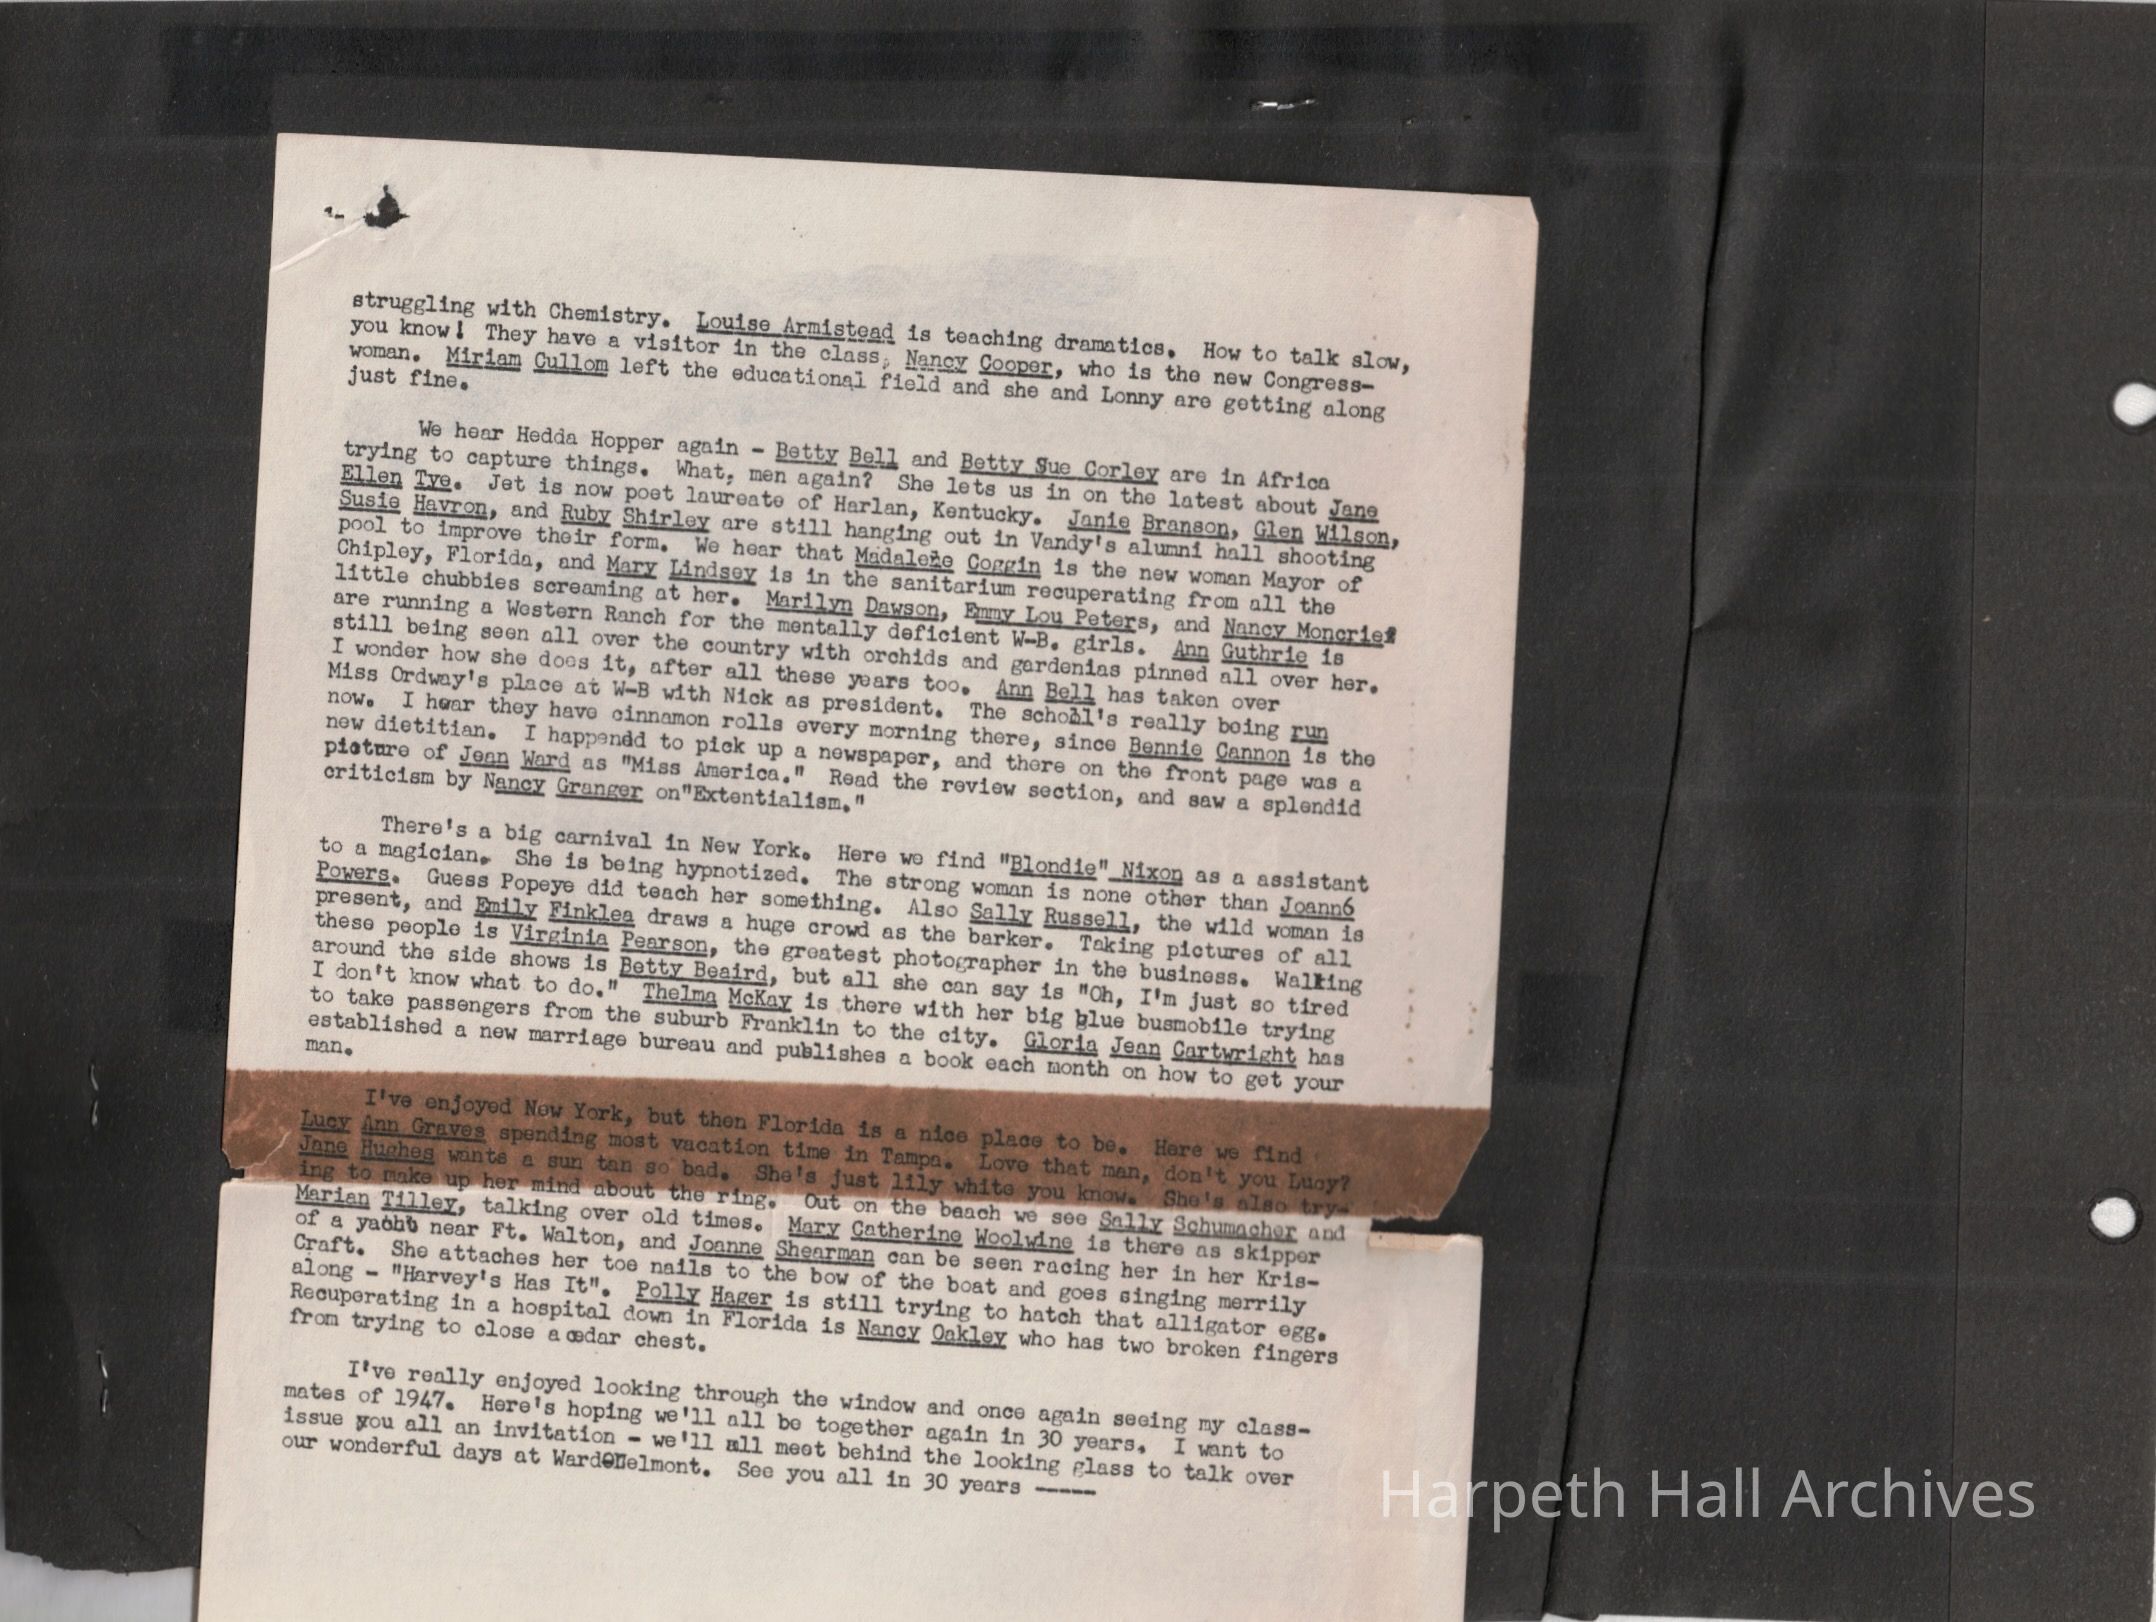 struggling with Chemistry. Louise Armistead is teaching dramatics. How to talk slow,
you know! They have a visitor in the class, Nancy Cooper, who is the new Congress-
woman. Miriam Cullom left the educational field and she and Lonny are getting along
just fine.
We hear Hedda Hopper again - Betty Bell and Betty Sue Corley are in Africa
trying to capture things. What, men again? She lets us in on the latest about Jane
Ellen Tye. Jet is now poet laureate of Harlan, Kentucky. Janie Branson, Glen Wilson,
Susie Havron, and Ruby Shirley are still hanging out in Vandy's alumni hall shooting
pool to improve their form. We hear that Madalene Coggin is the new woman Mayor of
Chipley, Florida, and Mary Lindsey is in the sanitarium recuperating from all the
little chubbies screaming at her. Marilyn Dawson, Emmy Lou Peters, and Nancy Moncrief
are running a Western Ranch for the mentally deficient W-B. girls. Ann Guthrie is
still being seen all over the country with orchids and gardenias pinned all over her.
I wonder how she does it, after all these years too. Ann Bell has taken over
Miss Ordway's place at W-B with Nick as president. The school's really being run
now. I hear they have cinnamon rolls every morning there, since Bennie Cannon is the
new dietitian. I happendd to pick up a newspaper, and there on the front page was a
picture of Jean Ward as "Miss America." Read the review section, and saw a splendid
criticism by Nancy Granger on"Extentialism."
There's a big carnival in New York. Here we find "Blondie" Nixon as a assistant
to a magician. She is being hypnotized. The strong woman is none other than Joann6
Powers. Guess Popeye did teach her something. Also Sally Russell, the wild woman is
present, and Emily Finklea draws a huge crowd as the barker. Taking pictures of all
these people is Virginia Pearson, the greatest photographer in the business. Walking
around the side shows is Betty Beaird, but all she can say is "Oh, I'm just so tired
I don't know what to do." Thelma McKay is there with her big blue busmobile trying
to take passengers from the suburb Franklin to the city. Gloria Jean Cartwright has
established a new marriage bureau and publishes a book each month on how to get your
man.
I've enjoyed New York, but then Florida is a nice place to be. Here we find
Lucy Ann Graves spending most vacation time in Tampa. Love that man, don't you Lucy?
Jane Hughes wants a sun tan so bad. She's just lily white you know. She's also try-
ing to make up her mind about the ring. Out on the beach we see Sally Schumacher and
Marian Tilley, talking over old times. Mary Catherine Woolwine is there as skipper
of a yacht near Ft. Walton, and Joanne Shearman can be seen racing her in her Kris-
Craft. She attaches her toe nails to the bow of the boat and goes singing merrily
along - "Harvey's Has It". Polly Hager is still trying to hatch that alligator egg.
Recuperating in a hospital down in Florida is Nancy Oakley who has two broken fingers
from trying to close a cedar chest.
I've really enjoyed looking through the window and once again seeing my class-
mates of 1947. Here's hoping we'll all be together again in 30 years. I want to
issue you all an invitation - we'll all meet behind the looking glass to talk over
our wonderful days at Ward-Belmont. See you all in 30 years -----
Harpeth Hall Archives